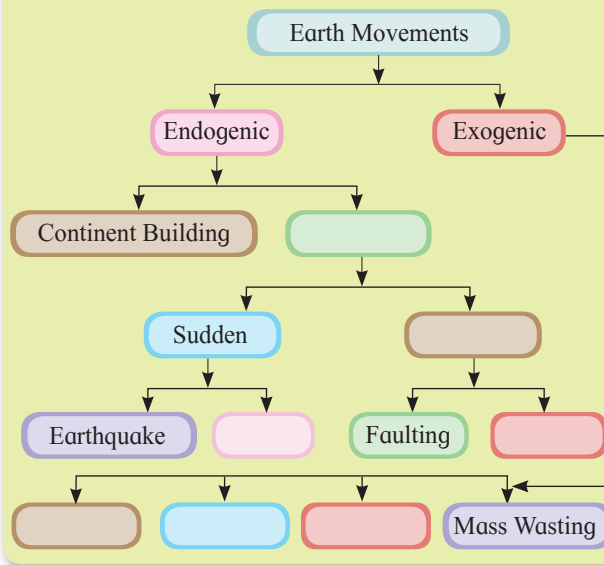 Earth Movements
Endogenic
Exogenic
Continent Building
Sudden
Earthquake
Faulting
Mass Wasting